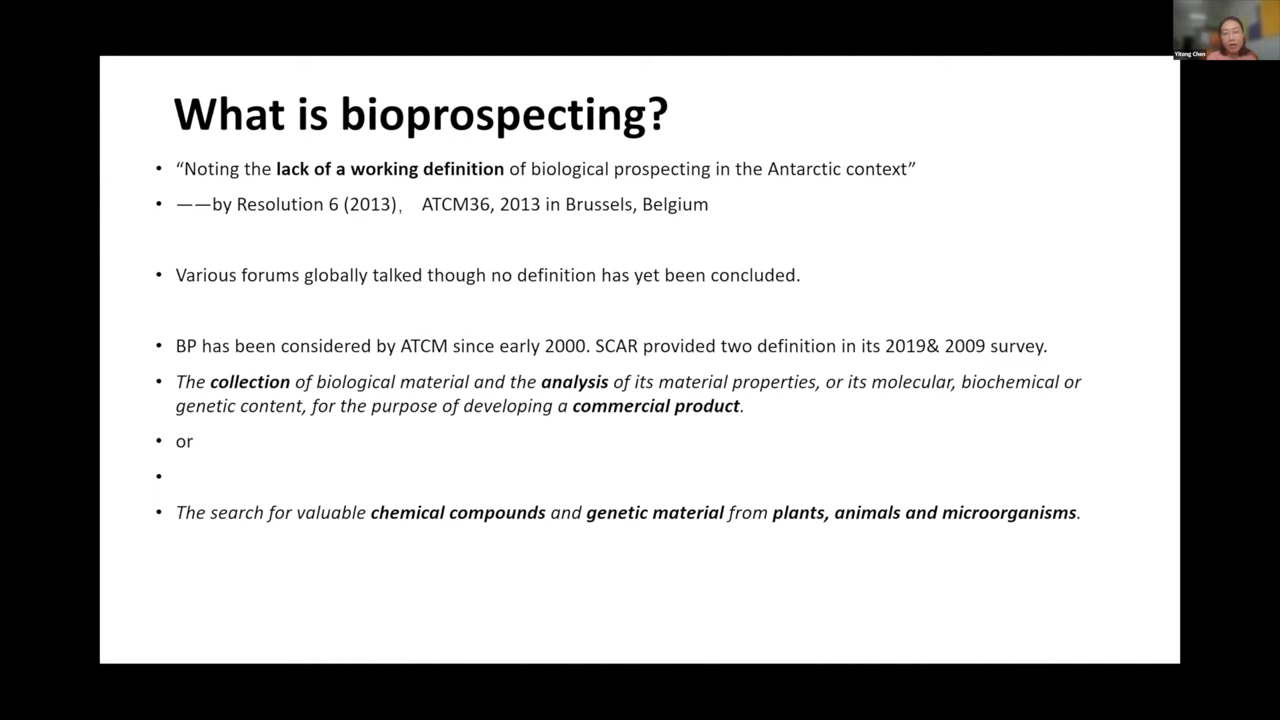 What is bioprospecting?
• “Noting the lack of a working definition of biological prospecting in the Antarctic context”
• ——by Resolution 6 (2013)， ATCM36, 2013 in Brussels, Belgium
• Various forums globally talked though no definition has yet been concluded.
• BP has been considered by ATCM since early 2000. SCAR provided two definition in its 2019& 2009 survey.
• The collection of biological material and the analysis of its material properties, or its molecular, biochemical or
genetic content, for the purpose of developing a commercial product.
• or
•
• The search for valuable chemical compounds and genetic material from plants, animals and microorganisms.
Yitong Chen